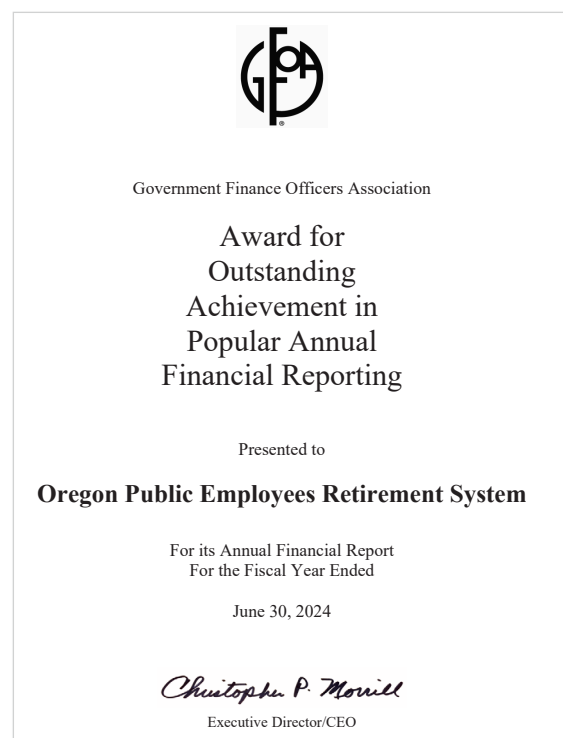 GFOA
®
Government Finance Officers Association
Award for
Outstanding
Achievement in
Popular Annual
Financial Reporting
Presented to
Oregon Public Employees Retirement System
For its Annual Financial Report
For the Fiscal Year Ended
June 30, 2024
Christopher P. Morrill
Executive Director/CEO